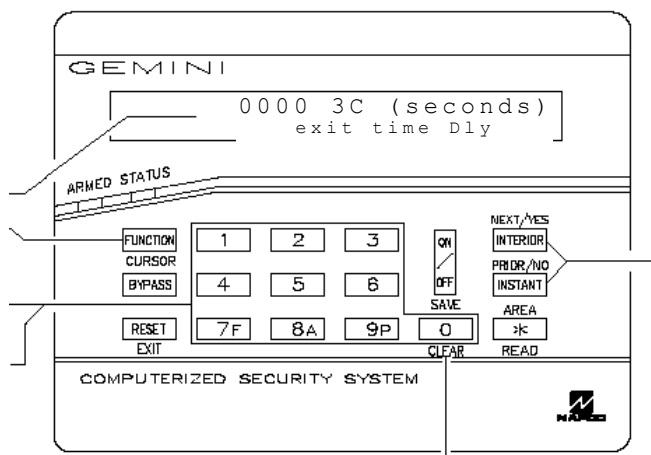 GEMINI
0000 3C (seconds)
exit time Dly
ARMED STATUS
NEXT/YES
FUNCTION 1 2 3 ON INTERIOR
CURSOR PRIOR/NO
BYPASS 4 5 6 OFF INSTANT
SAVE AREA
RESET 7F 8A 9P 0 *
EXIT CLEAR READ
COMPUTERIZED SECURITY SYSTEM
NAPCO